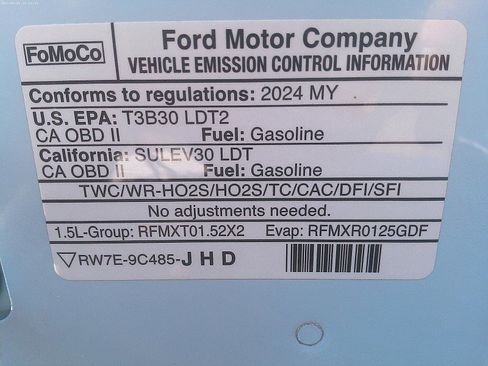 FoMoCo
Ford Motor Company
VEHICLE EMISSION CONTROL INFORMATION
Conforms to regulations: 2024 MY
U.S. EPA: T3B30 LDT2
CA OBD II Fuel: Gasoline
California: SULEV30 LDT
CA OBD II Fuel: Gasoline
TWC/WR-HO2S/HO2S/TC/CAC/DFI/SFI
No adjustments needed.
1.5L-Group: RFMXT01.52X2 Evap: RFMXR0125GDF
RW7E-9C485-JHD